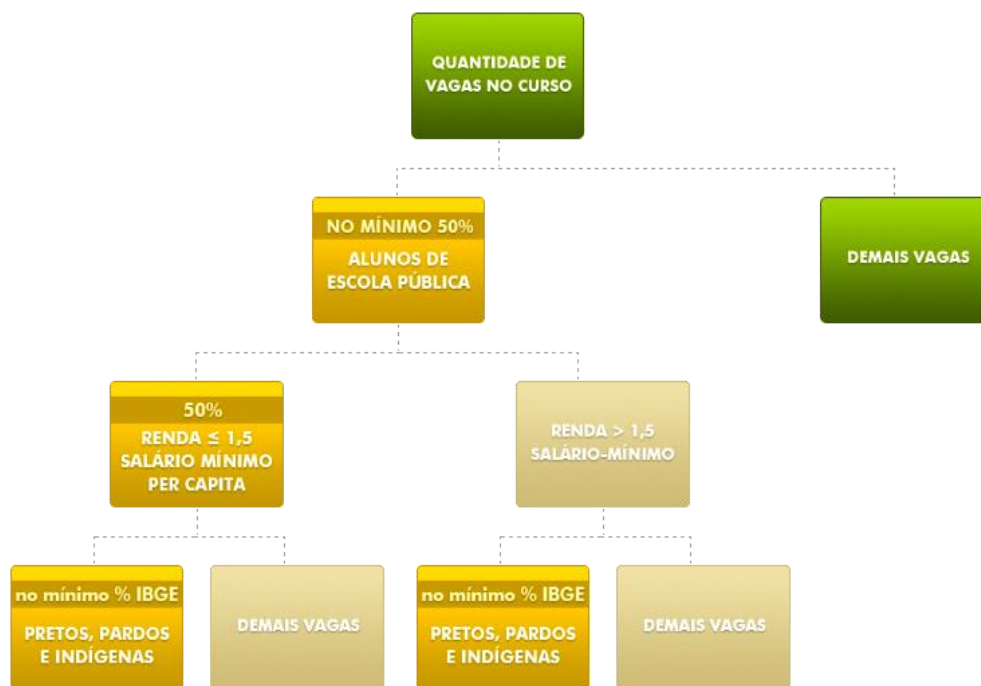 QUANTIDADE DE
VAGAS NO CURSO
NO MÍNIMO 50%
ALUNOS DE
ESCOLA PÚBLICA
DEMAIS VAGAS
50%
RENDA ≤ 1,5
SALÁRIO MÍNIMO
PER CAPITA
RENDA > 1,5
SALÁRIO-MÍNIMO
no mínimo % IBGE
PRETOS, PARDOS
E INDÍGENAS
DEMAIS VAGAS
no mínimo % IBGE
PRETOS, PARDOS
E INDÍGENAS
DEMAIS VAGAS